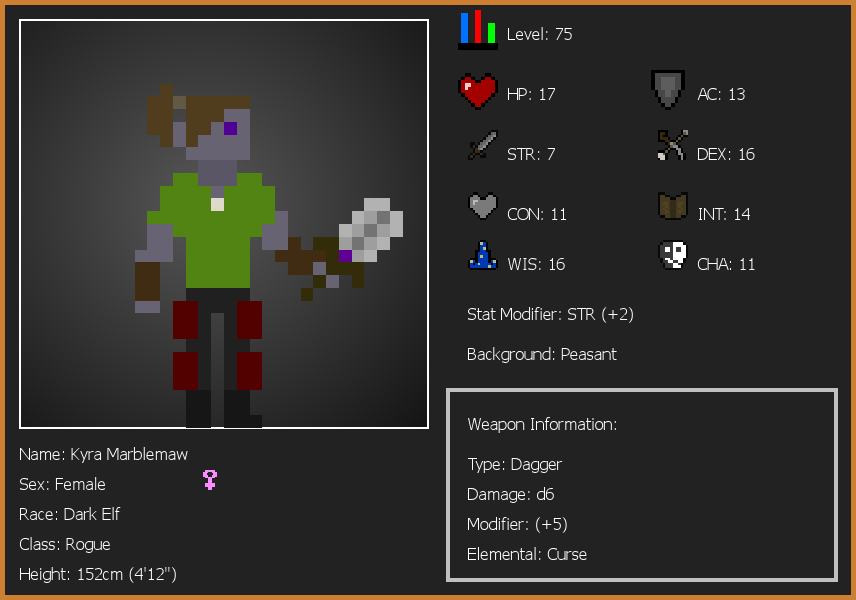 Level: 75
HP: 17
AC: 13
STR: 7
DEX: 16
CON: 11
INT: 14
WIS: 16
CHA: 11
Stat Modifier: STR (+2)
Background: Peasant
Weapon Information:
Type: Dagger
Damage: d6
Modifier: (+5)
Elemental: Curse
Name: Kyra Marblemaw
Sex: Female
Race: Dark Elf
Class: Rogue
Height: 152cm (4'12")